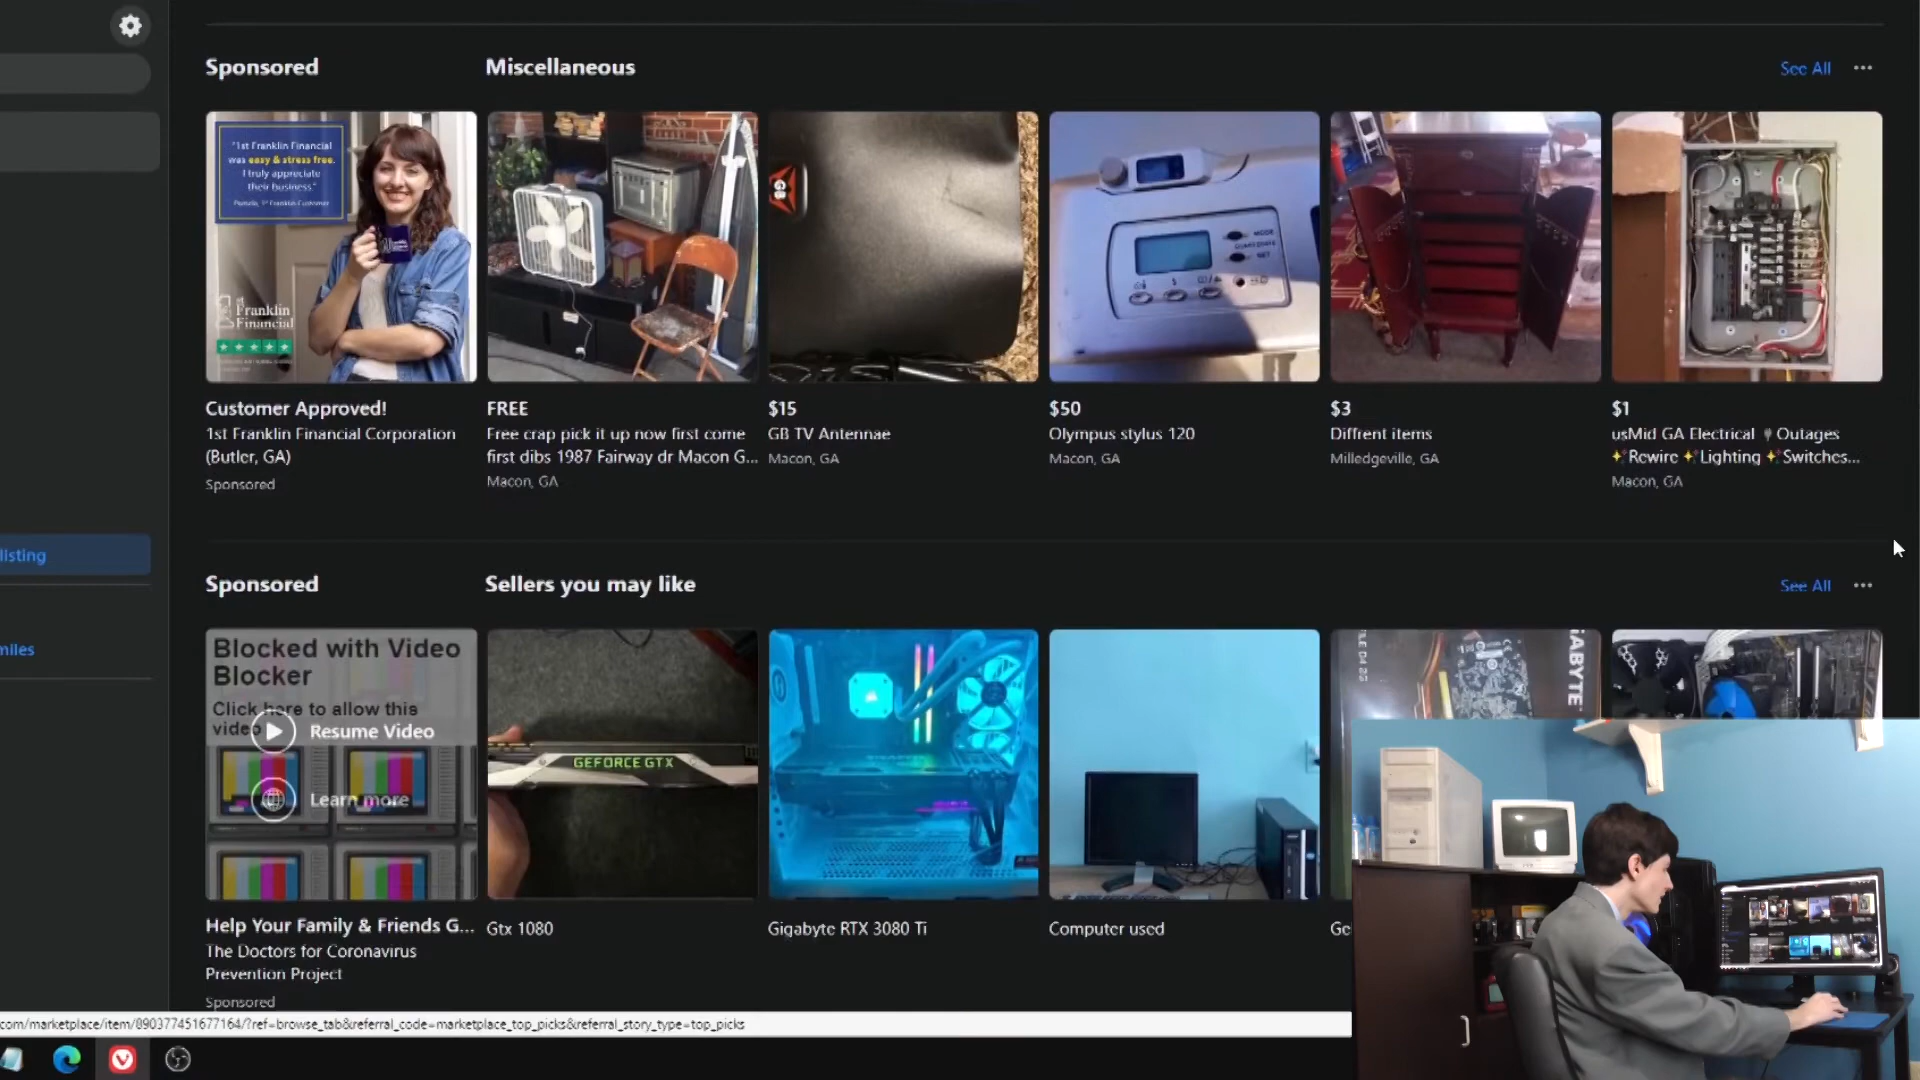 Sponsored
Miscellaneous
See All
"1st Franklin Financial
was easy & stress free.
I truly appreciate
their business."
Franklin
Financial
GB
MODE
SET
Customer Approved!
1st Franklin Financial Corporation
(Butler, GA)
Sponsored
FREE
Free crap pick it up now first come
first dibs 1987 Fairway dr Macon G...
Macon, GA
$15
GB TV Antennae
Macon, GA
$50
Olympus stylus 120
Macon, GA
$3
Diffrent items
Milledgeville, GA
$1
usMid GA Electrical Outages
Rewire Lighting Switches...
Macon, GA
listing
miles
Sponsored
Sellers you may like
See All
Blocked with Video
Blocker
Click here to allow this
video
Resume Video
Learn more
GEFORCE GTX
ABYTE
Help Your Family & Friends G...
The Doctors for Coronavirus
Prevention Project
Sponsored
Gtx 1080
Gigabyte RTX 3080 Ti
Computer used
Ge
com/marketplace/item/890377451677164/?ref=browse_tab&referral_code=marketplace_top_picks&referral_story_type=top_picks